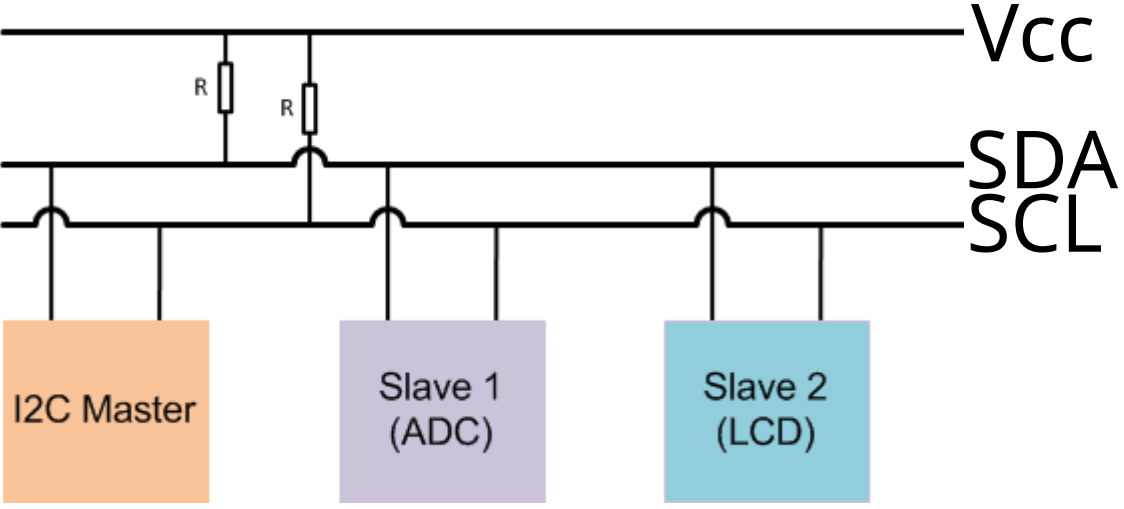 Vcc
R
R
SDA
SCL
I2C Master
Slave 1
(ADC)
Slave 2
(LCD)